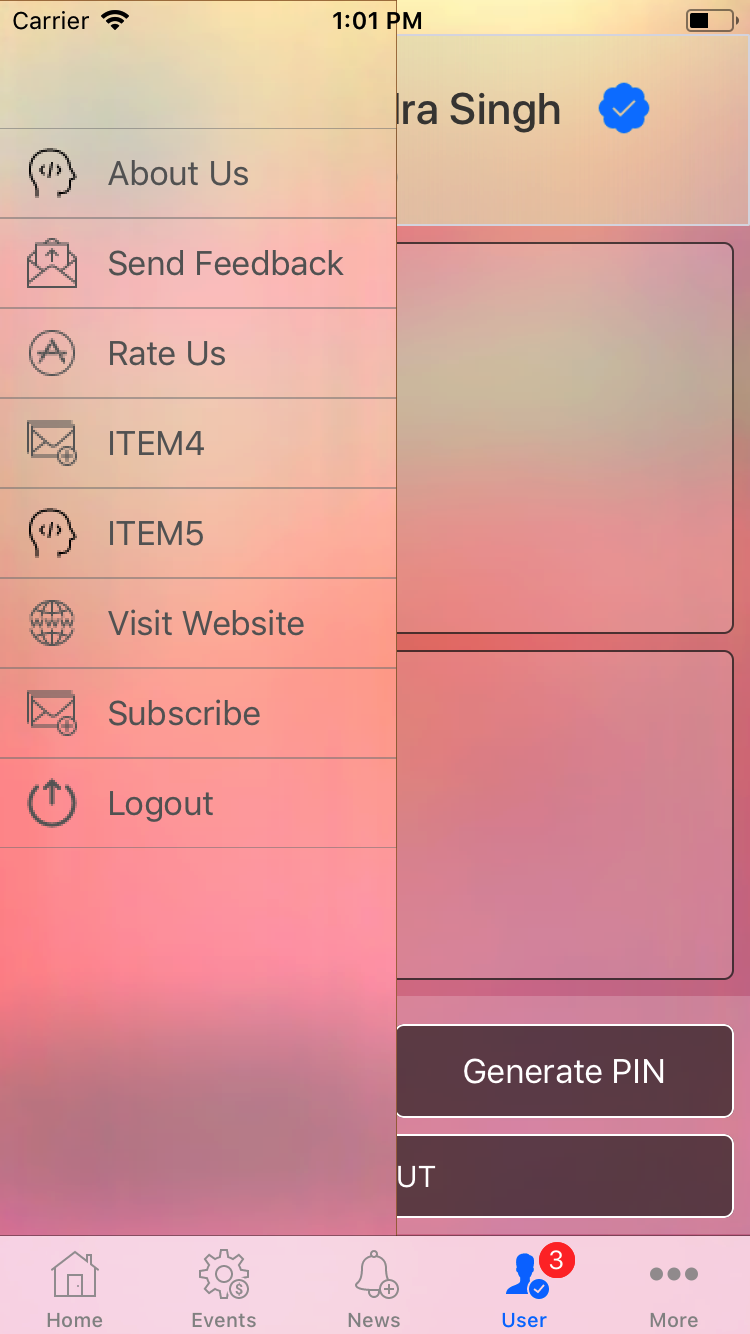 Carrier 1:01 PM
dra Singh
About Us
Send Feedback
Rate Us
ITEM4
ITEM5
Visit Website
Subscribe
Logout
Generate PIN
UT
3
Home Events News User More